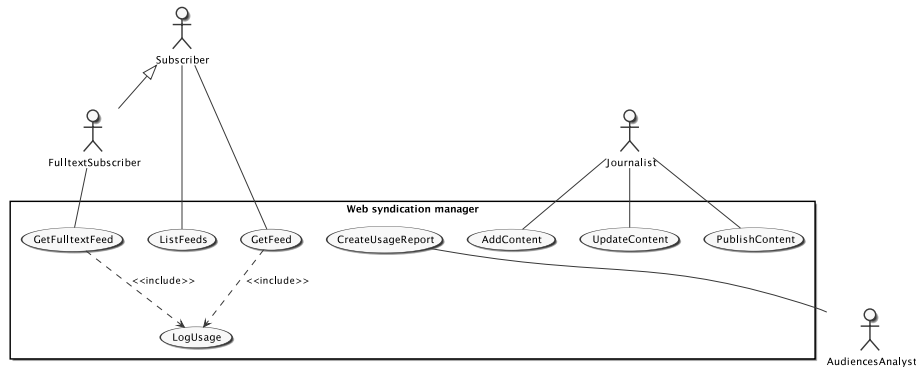 Subscriber
FulltextSubscriber
Journalist
Web syndication manager
GetFulltextFeed
ListFeeds
GetFeed
CreateUsageReport
AddContent
UpdateContent
PublishContent
<<include>>
<<include>>
LogUsage
AudiencesAnalyst